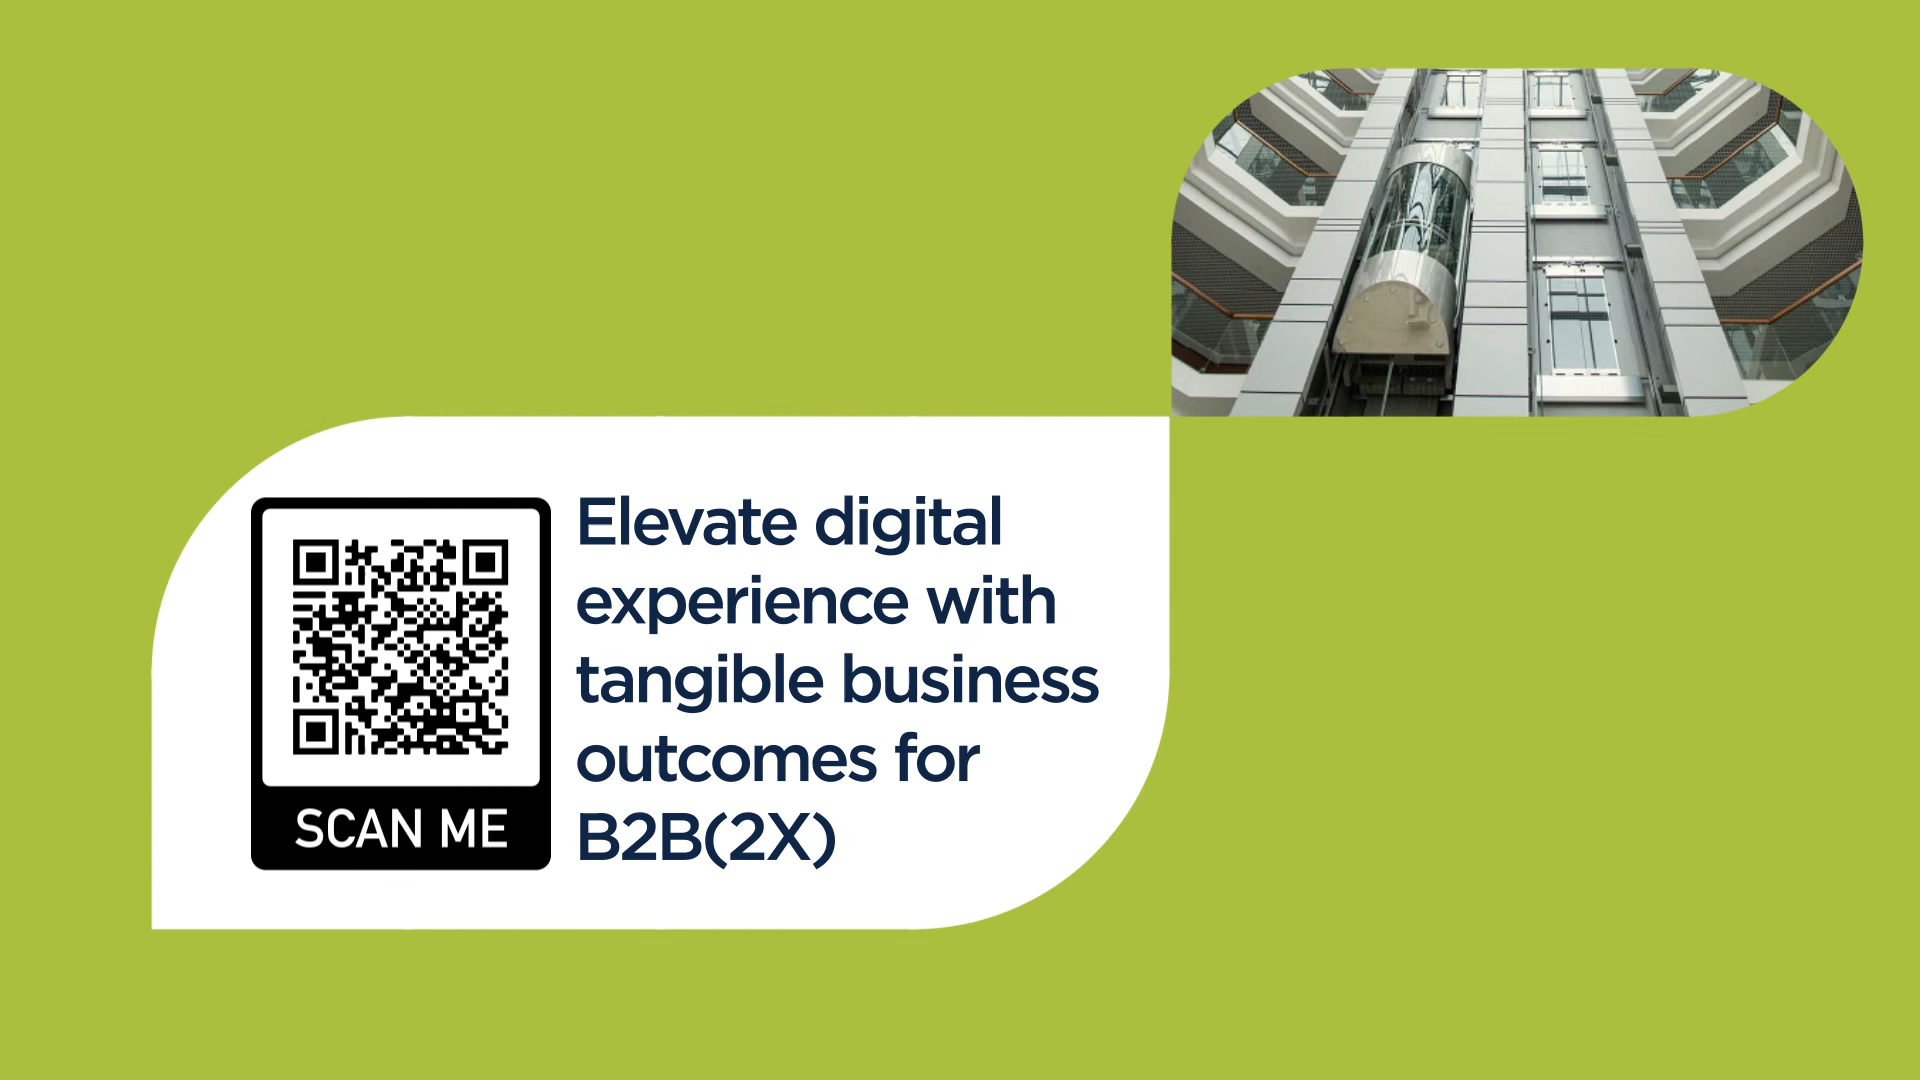 Elevate digital
experience with
tangible business
outcomes for
B2B(2X)
SCAN ME